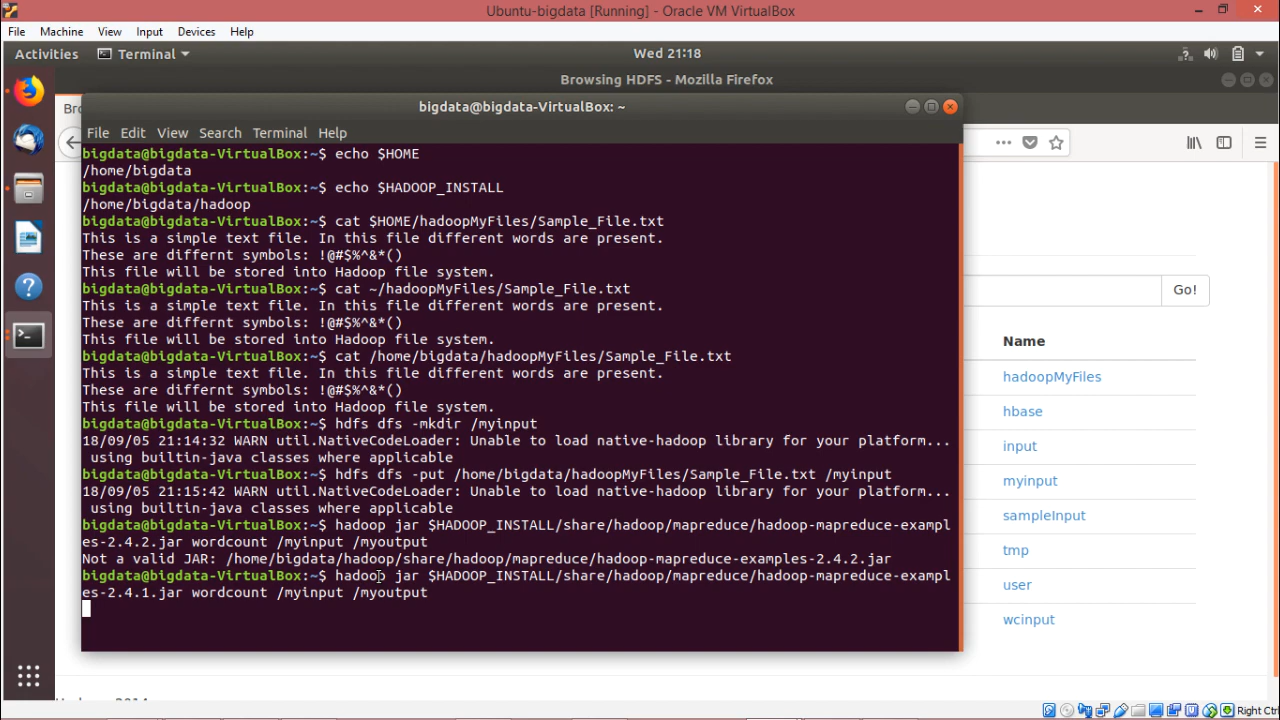 Ubuntu-bigdata [Running] - Oracle VM VirtualBox
File Machine View Input Devices Help
Activities Terminal Wed 21:18
Browsing HDFS - Mozilla Firefox
bigdata@bigdata-VirtualBox: ~
File Edit View Search Terminal Help
bigdata@bigdata-VirtualBox:~$ echo $HOME
/home/bigdata
bigdata@bigdata-VirtualBox:~$ echo $HADOOP_INSTALL
/home/bigdata/hadoop
bigdata@bigdata-VirtualBox:~$ cat $HOME/hadoopMyFiles/Sample_File.txt
This is a simple text file. In this file different words are present.
These are differnt symbols: !@#$%^&*()
This file will be stored into Hadoop file system.
bigdata@bigdata-VirtualBox:~$ cat ~/hadoopMyFiles/Sample_File.txt
This is a simple text file. In this file different words are present.
These are differnt symbols: !@#$%^&*()
This file will be stored into Hadoop file system.
bigdata@bigdata-VirtualBox:~$ cat /home/bigdata/hadoopMyFiles/Sample_File.txt
This is a simple text file. In this file different words are present.
These are differnt symbols: !@#$%^&*()
This file will be stored into Hadoop file system.
bigdata@bigdata-VirtualBox:~$ hdfs dfs -mkdir /myinput
18/09/05 21:14:32 WARN util.NativeCodeLoader: Unable to load native-hadoop library for your platform...
using builtin-java classes where applicable
bigdata@bigdata-VirtualBox:~$ hdfs dfs -put /home/bigdata/hadoopMyFiles/Sample_File.txt /myinput
18/09/05 21:15:42 WARN util.NativeCodeLoader: Unable to load native-hadoop library for your platform...
using builtin-java classes where applicable
bigdata@bigdata-VirtualBox:~$ hadoop jar $HADOOP_INSTALL/share/hadoop/mapreduce/hadoop-mapreduce-exampl
es-2.4.2.jar wordcount /myinput /myoutput
Not a valid JAR: /home/bigdata/hadoop/share/hadoop/mapreduce/hadoop-mapreduce-examples-2.4.2.jar
bigdata@bigdata-VirtualBox:~$ hadoop jar $HADOOP_INSTALL/share/hadoop/mapreduce/hadoop-mapreduce-exampl
es-2.4.1.jar wordcount /myinput /myoutput
Go!
Name
hadoopMyFiles
hbase
input
myinput
sampleInput
tmp
user
wcinput
Right Ctrl